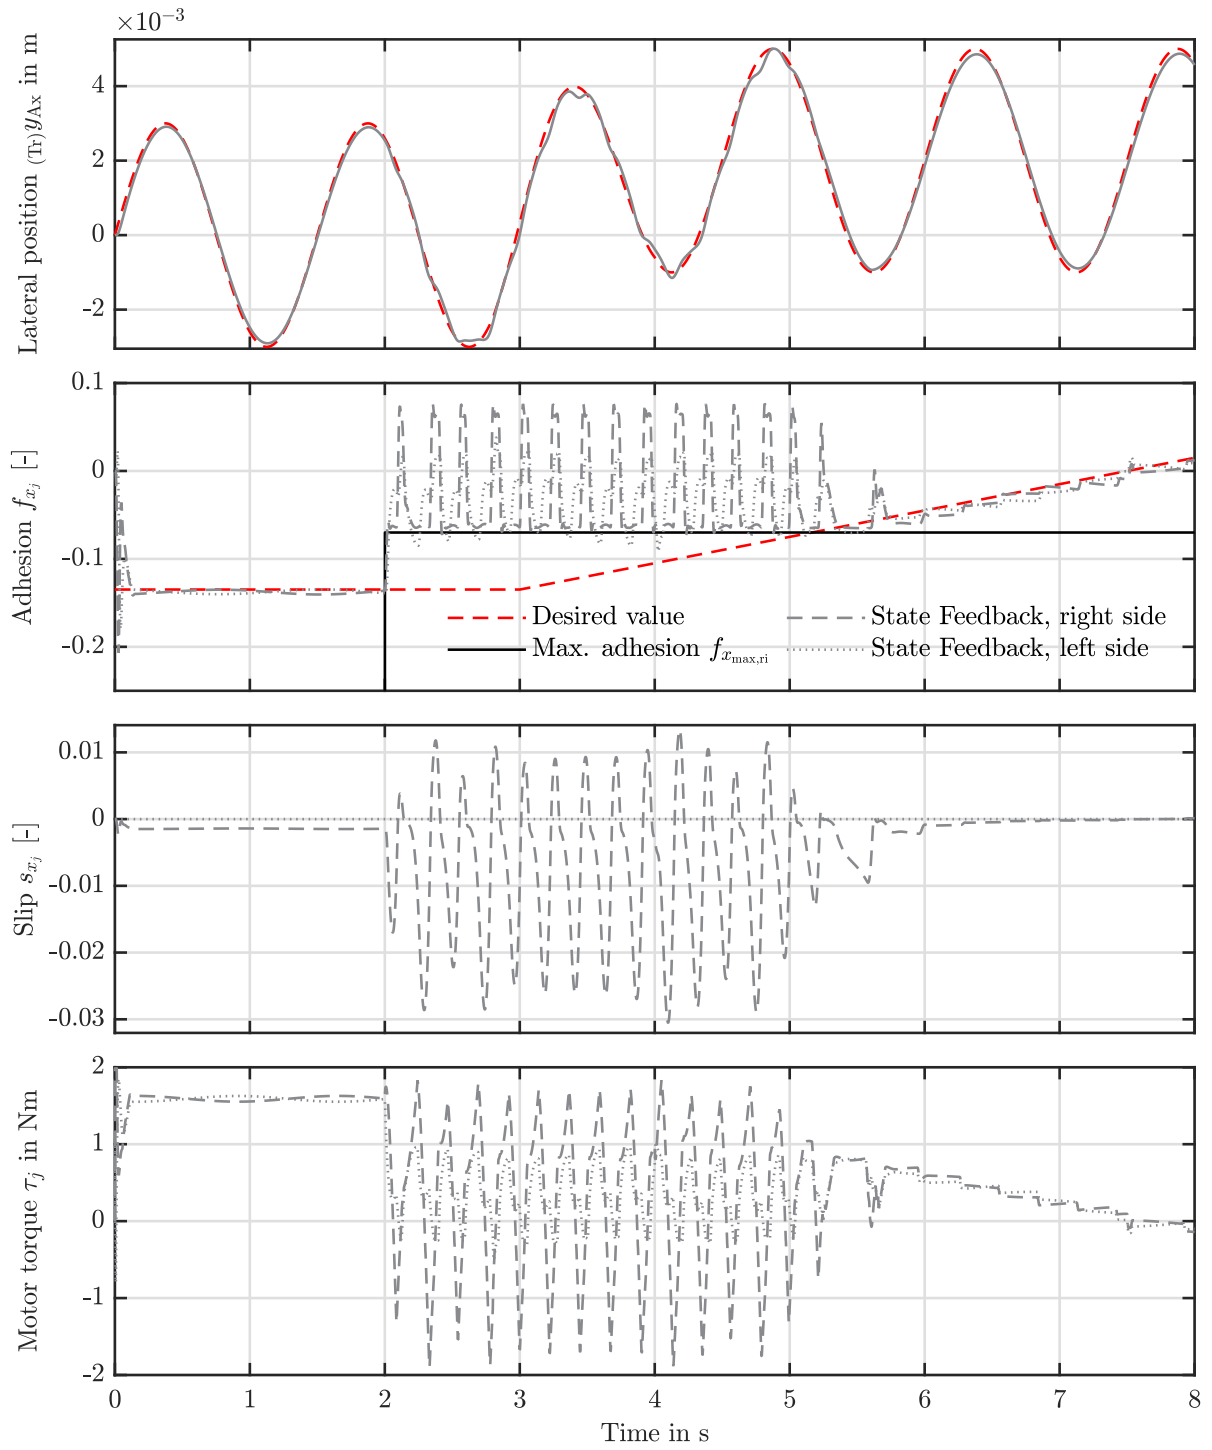 ×10⁻³
Lateral position (Tr)yAx in m
4
2
0
-2
Adhesion fxj [-]
0.1
0
-0.1
-0.2
Desired value
Max. adhesion fxmax,ri
State Feedback, right side
State Feedback, left side
Slip sxj [-]
0.01
0
-0.01
-0.02
-0.03
Motor torque τj in Nm
2
1
0
-1
-2
0 1 2 3 4 5 6 7 8
Time in s